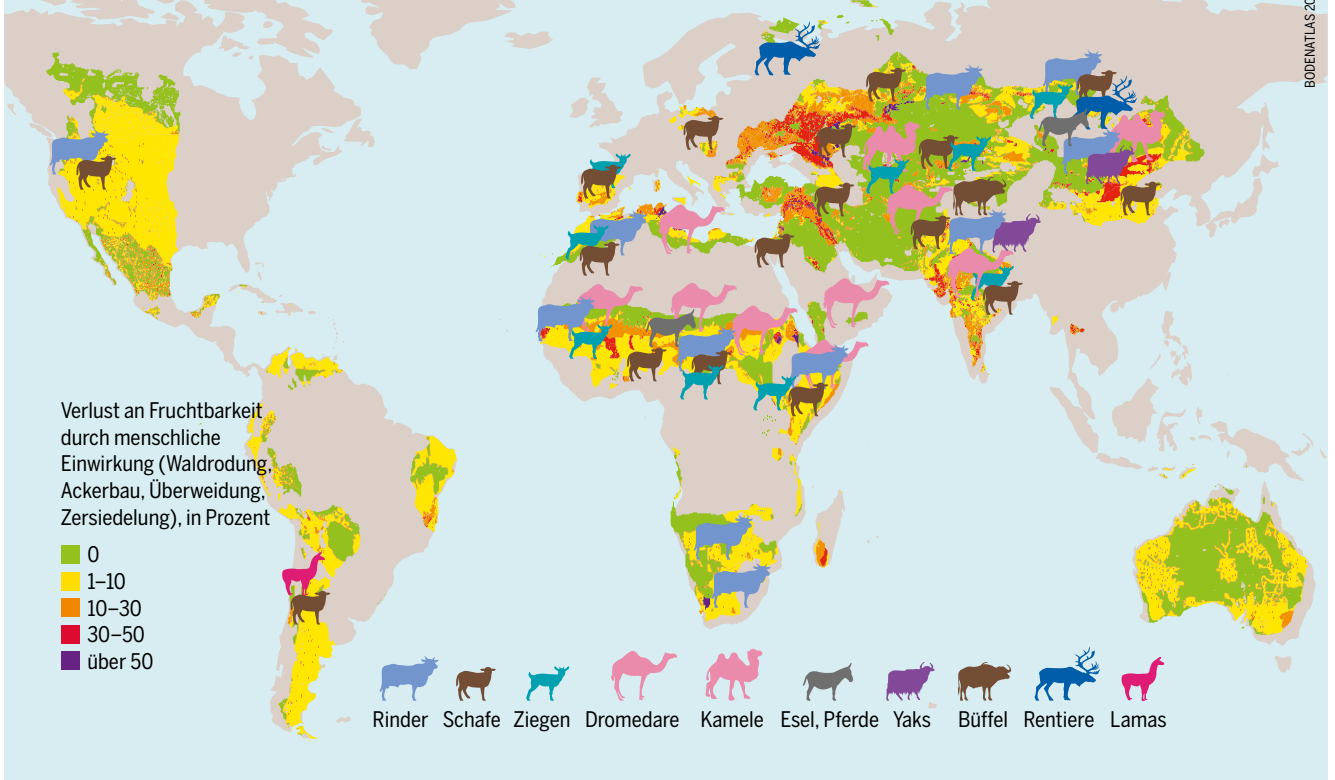 BODENATLAS 20
Verlust an Fruchtbarkeit
durch menschliche
Einwirkung (Waldrodung,
Ackerbau, Überweidung,
Zersiedelung), in Prozent
0
1–10
10–30
30–50
über 50
Rinder Schafe Ziegen Dromedare Kamele Esel, Pferde Yaks Büffel Rentiere Lamas